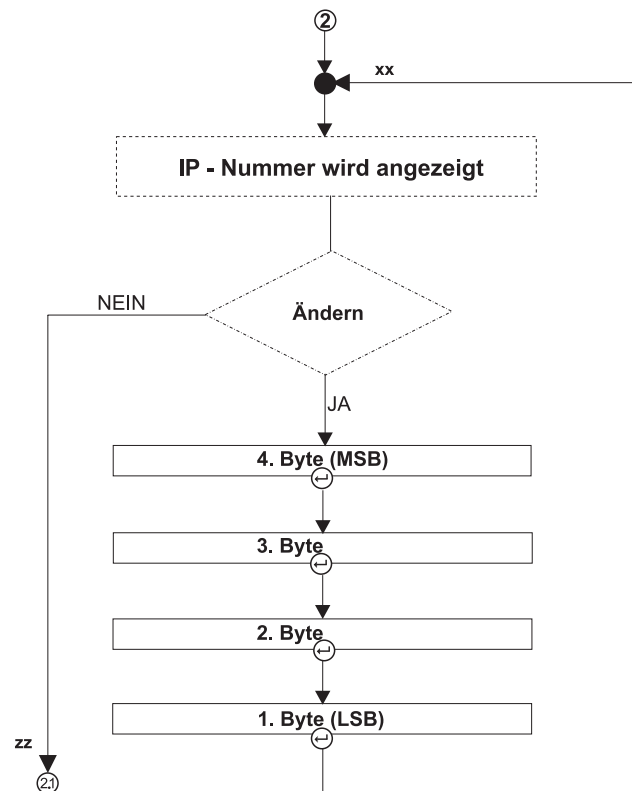 2
xx
IP - Nummer wird angezeigt
NEIN
Ändern
JA
4. Byte (MSB)
3. Byte
2. Byte
1. Byte (LSB)
zz
2.1